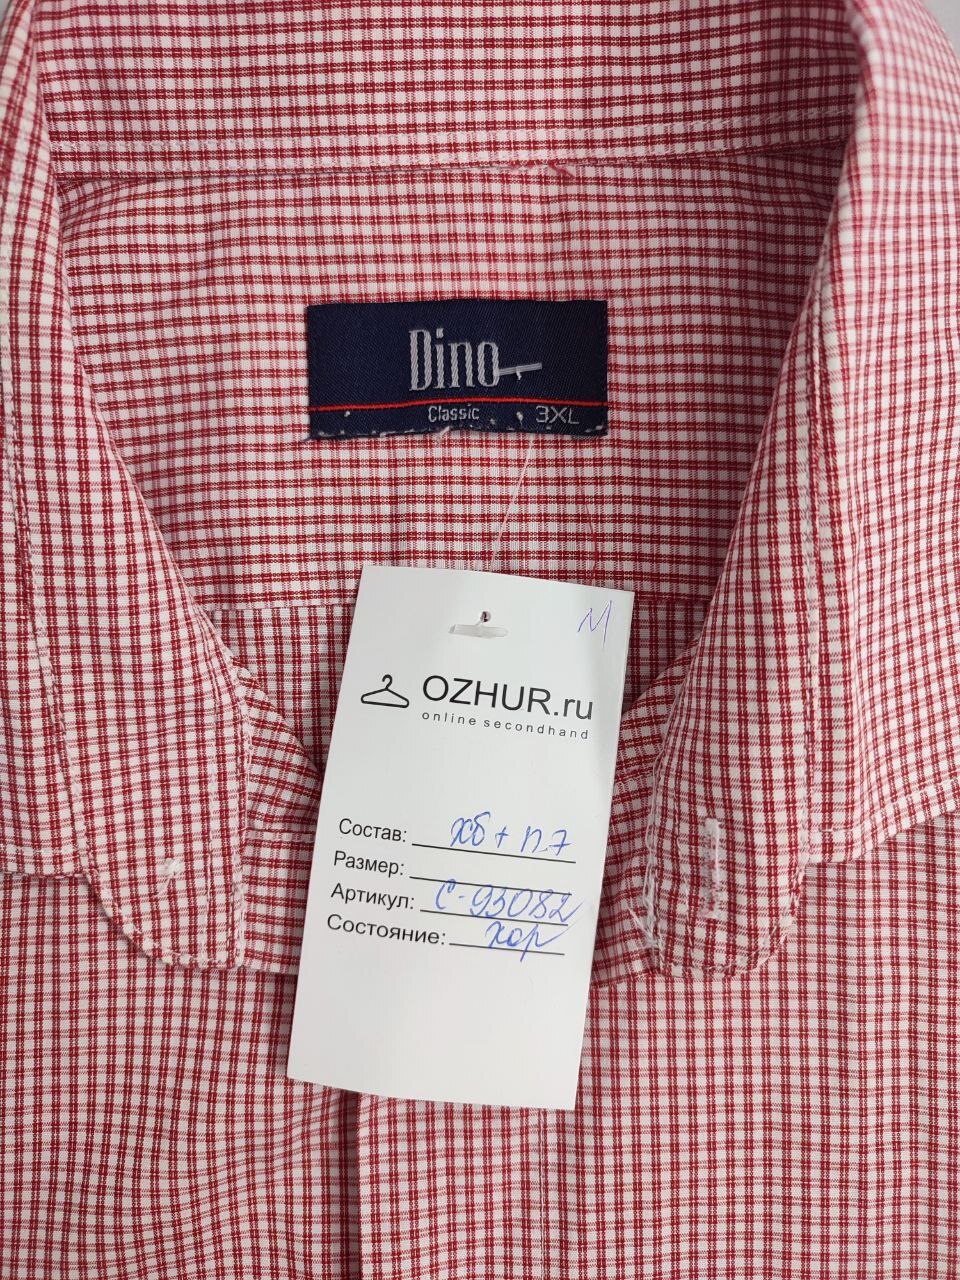 Dino
Classic 3XL
М
OZHUR.ru
online secondhand
Состав: хб + п.э
Размер:
Артикул: С-93082
Состояние: хор